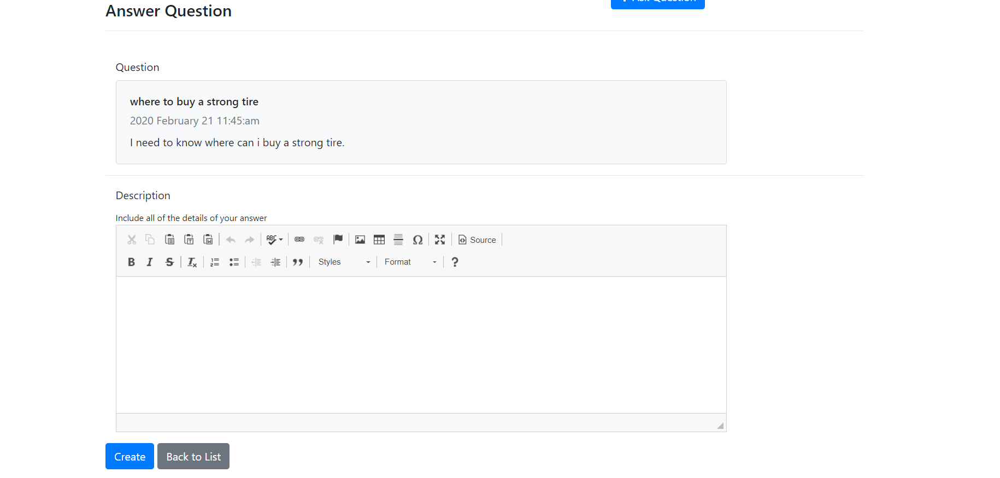 Answer Question
Ask Question
Question
where to buy a strong tire
2020 February 21 11:45:am
I need to know where can i buy a strong tire.
Description
Include all of the details of your answer
Source
Styles
Format
Create
Back to List